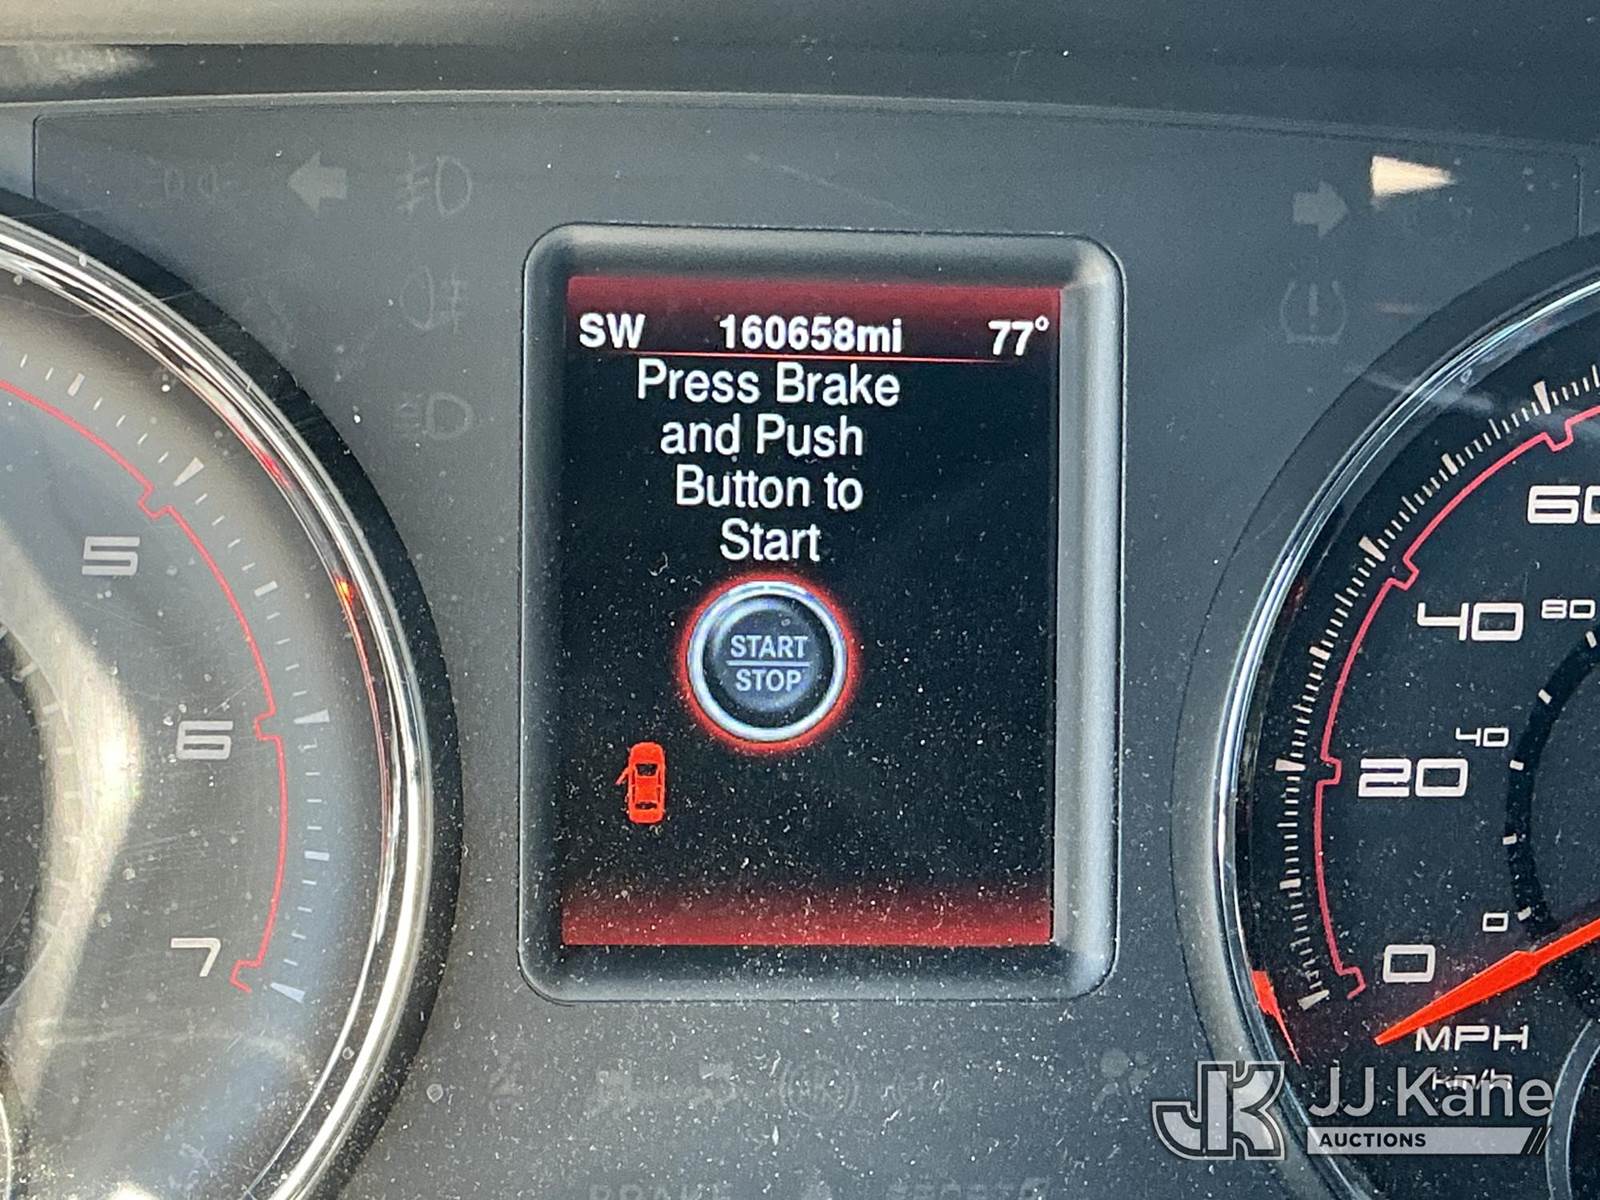 SW 160658mi 77°
Press Brake
and Push
Button to
Start
START
STOP
5
6
7
60
40 80
40
20
0
0
MPH
km/h
JJ Kane
AUCTIONS
BRAKE